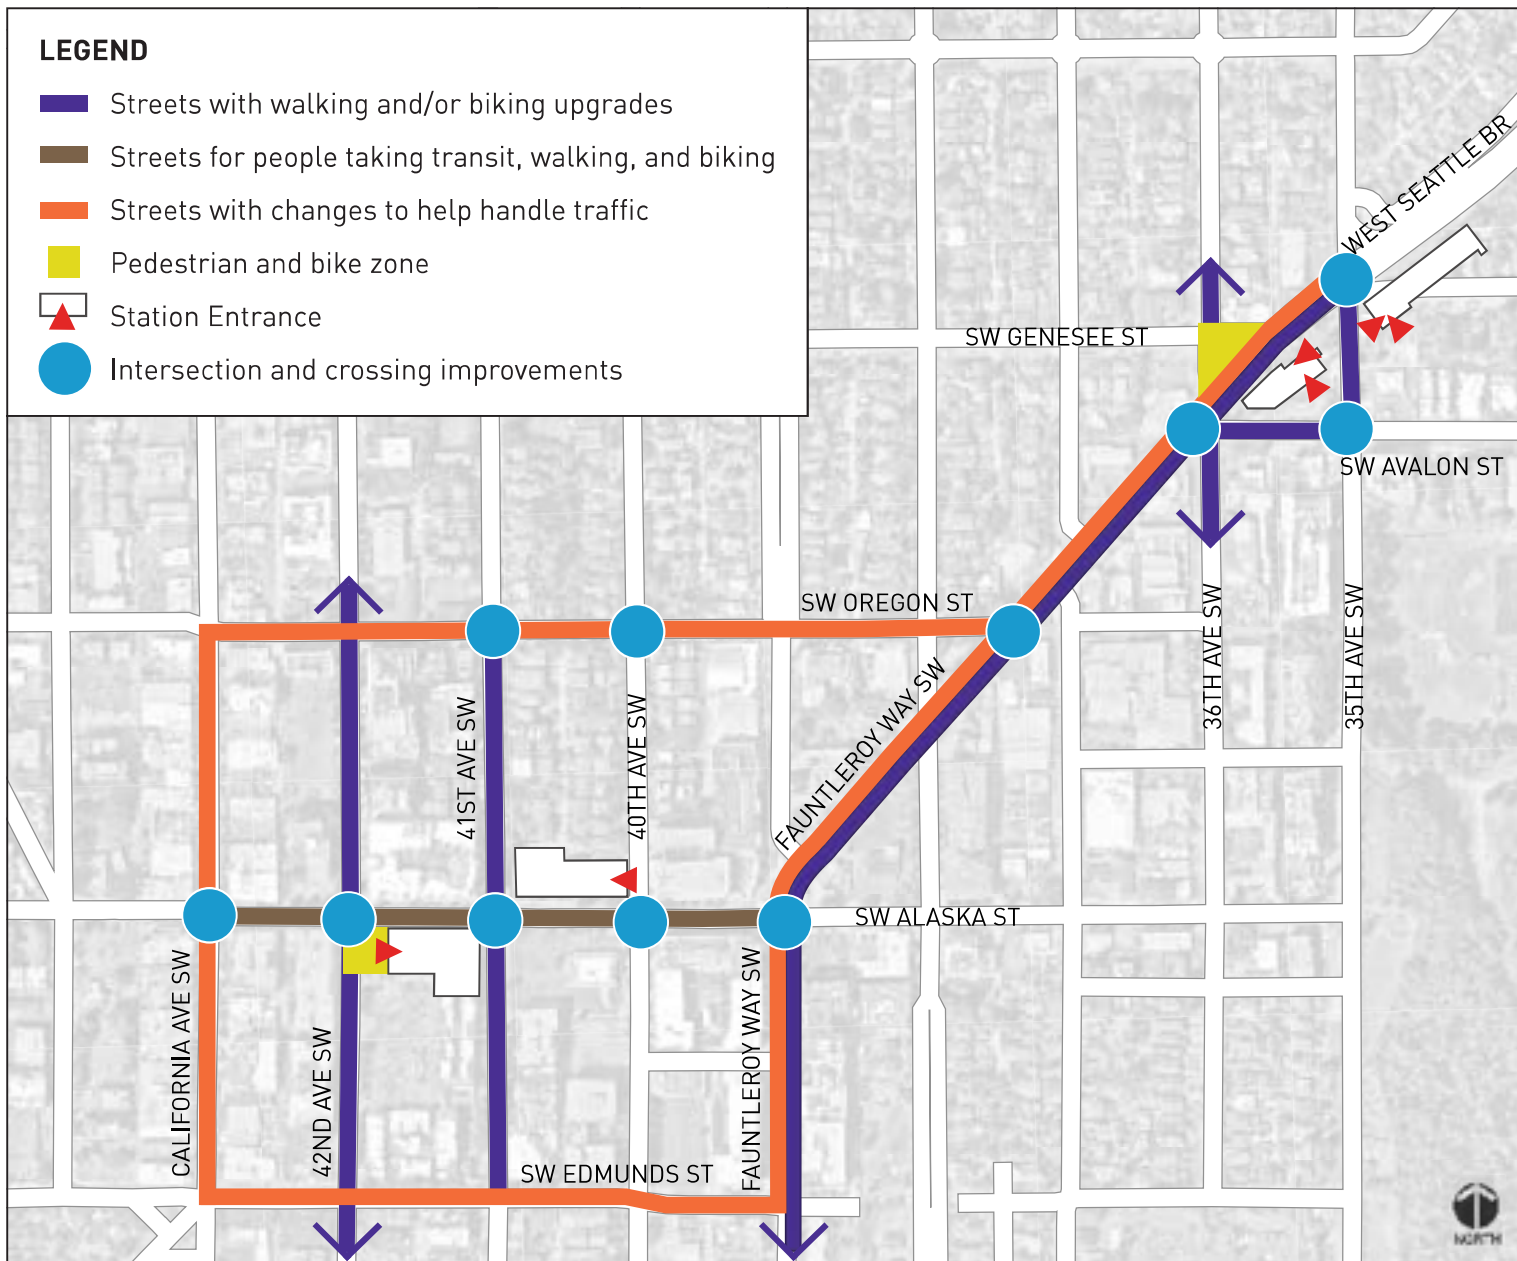 LEGEND
Streets with walking and/or biking upgrades
Streets for people taking transit, walking, and biking
Streets with changes to help handle traffic
Pedestrian and bike zone
Station Entrance
Intersection and crossing improvements
WEST SEATTLE BR
SW GENESEE ST
SW AVALON ST
SW OREGON ST
36TH AVE SW
35TH AVE SW
FAUNTLEROY WAY SW
41ST AVE SW
40TH AVE SW
SW ALASKA ST
CALIFORNIA AVE SW
42ND AVE SW
FAUNTLEROY WAY SW
SW EDMUNDS ST
NORTH